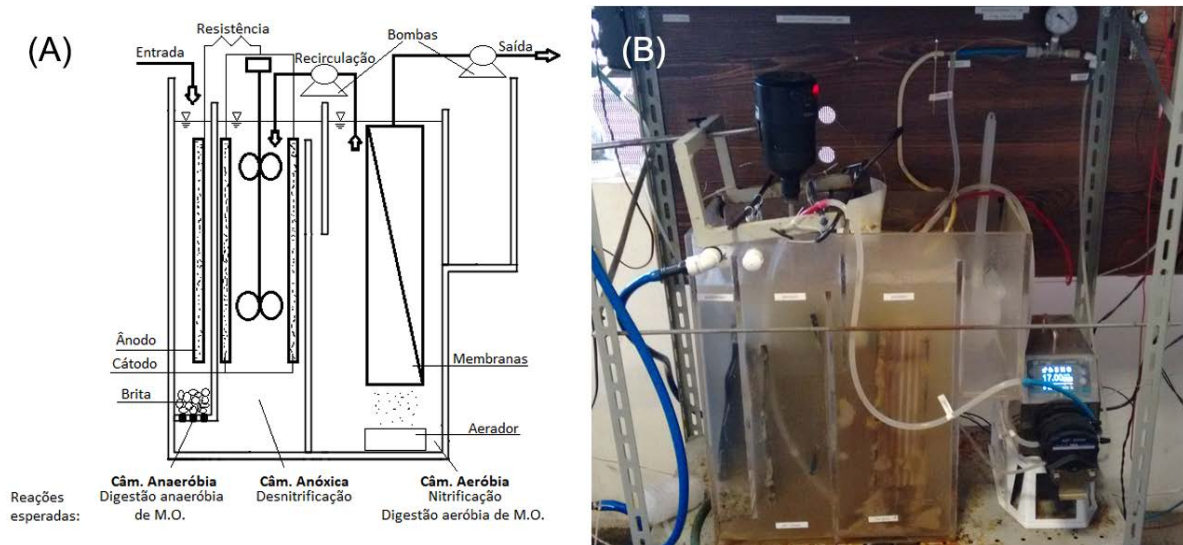 (A)
Resistência
Entrada
Recirculação
Bombas
Saída
Ânodo
Cátodo
Brita
Membranas
Aerador
Câm. Anaeróbia
Digestão anaeróbia
de M.O.
Câm. Anóxica
Desnitrificação
Câm. Aeróbia
Nitrificação
Digestão aeróbia de M.O.
Reações
esperadas:
(B)
17.00